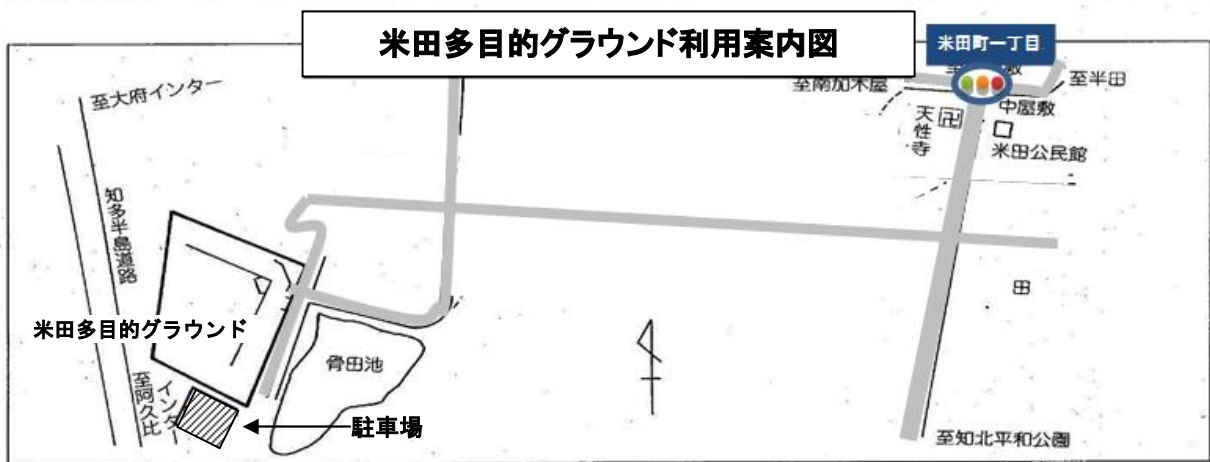 米田多目的グラウンド利用案内図
米田町一丁目
至大府インター
至南加木屋
至半田
中屋敷
天性寺
米田公民館
知多半島道路
田
米田多目的グラウンド
骨田池
至阿久比
インター
駐車場
至知北平和公園